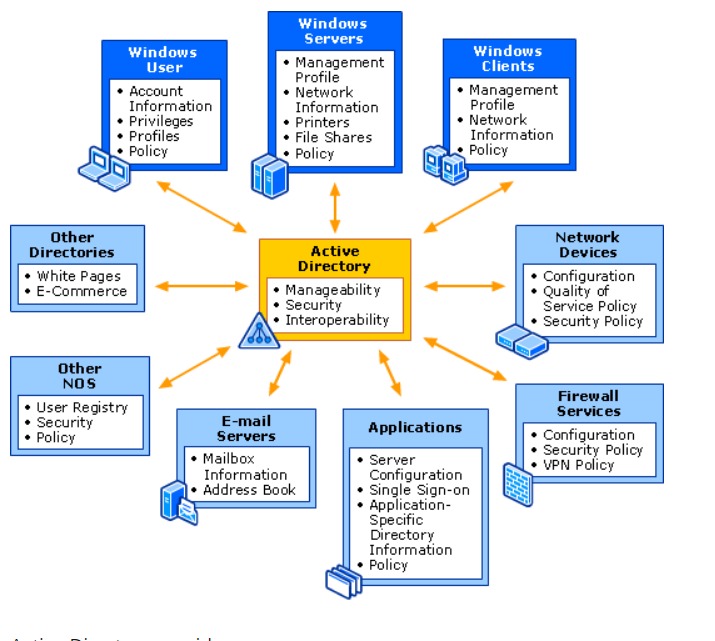 Windows
User
• Account
Information
• Privileges
• Profiles
• Policy
Windows
Servers
• Management
Profile
• Network
Information
• Printers
• File Shares
• Policy
Windows
Clients
• Management
Profile
• Network
Information
• Policy
Other
Directories
• White Pages
• E-Commerce
Active
Directory
• Manageability
• Security
• Interoperability
Network
Devices
• Configuration
• Quality of
Service Policy
• Security Policy
Other
NOS
• User Registry
• Security
• Policy
E-mail
Servers
• Mailbox
Information
• Address Book
Applications
• Server
Configuration
• Single Sign-on
• Application-
Specific
Directory
Information
• Policy
Firewall
Services
• Configuration
• Security Policy
• VPN Policy